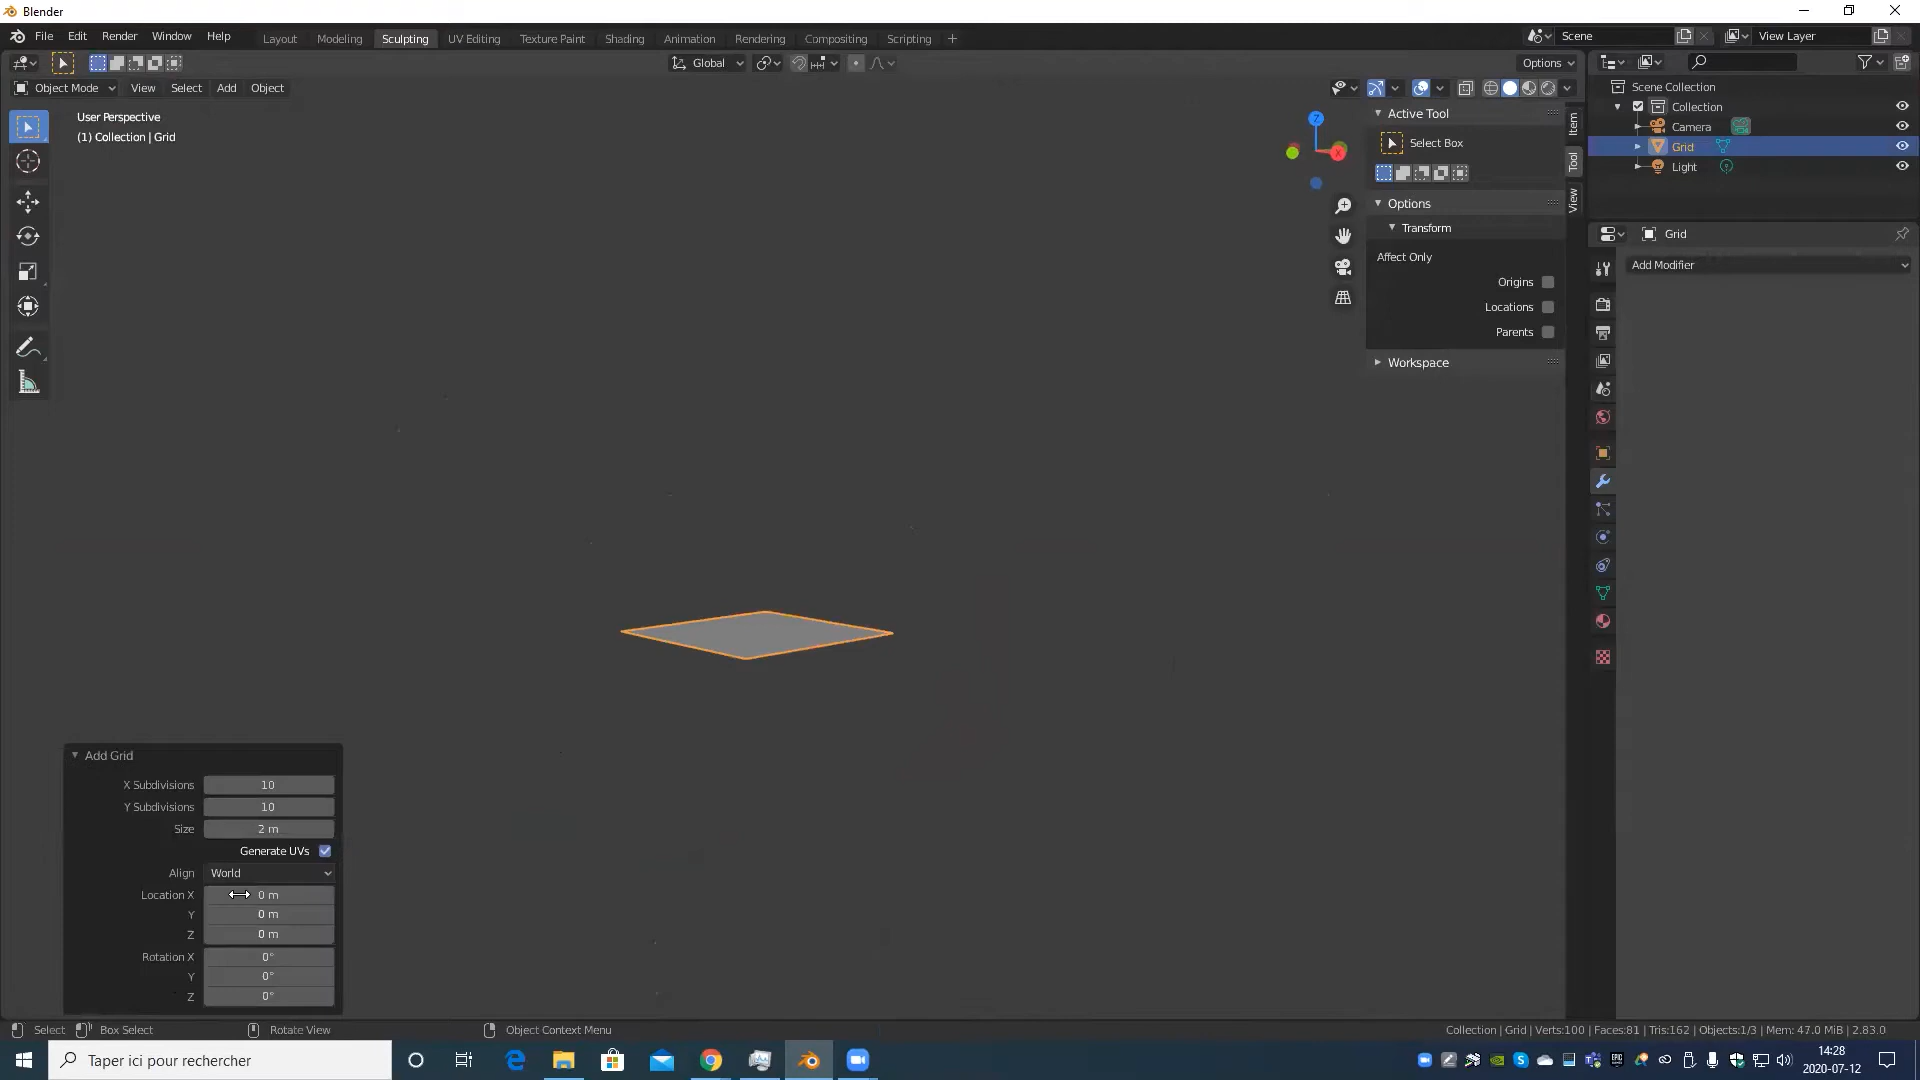 Blender
File Edit Render Window Help Layout Modeling Sculpting UV Editing Texture Paint Shading Animation Rendering Compositing Scripting + Scene View Layer
Global Options
Object Mode View Select Add Object
User Perspective
(1) Collection | Grid
Z
X
Active Tool
Select Box
Options
Transform
Affect Only
Origins
Locations
Parents
Workspace
Item
Tool
View
Scene Collection
Collection
Camera
Grid
Light
Grid
Add Modifier
Add Grid
X Subdivisions 10
Y Subdivisions 10
Size 2 m
Generate UVs
Align World
Location X 0 m
Y 0 m
Z 0 m
Rotation X 0°
Y 0°
Z 0°
Select Box Select Rotate View Object Context Menu Collection | Grid | Verts:100 | Faces:81 | Tris:162 | Objects:1/3 | Mem: 47.0 MiB | 2.83.0
Taper ici pour rechercher
14:28
2020-07-12